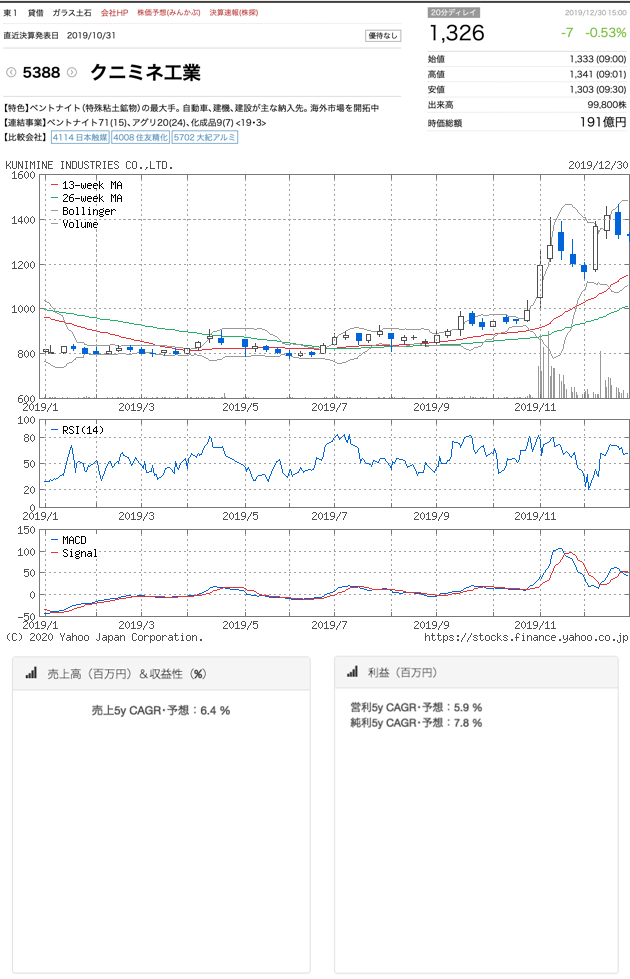 東1 貸借 ガラス土石 会社HP 株価予想(みんかぶ) 決算速報(株探)
直近決算発表日 2019/10/31
優待なし
5388 クニミネ工業
【特色】ベントナイト(特殊粘土鉱物)の最大手。自動車、建機、建設が主な納入先。海外市場を開拓中
【連結事業】ベントナイト71(15)、アグリ20(24)、化成品9(7) <19・3>
【比較会社】 4114 日本触媒 4008 住友精化 5702 大紀アルミ
20分ディレイ
2019/12/30 15:00
1,326 -7 -0.53%
始値 1,333 (09:00)
高値 1,341 (09:01)
安値 1,303 (09:30)
出来高 99,800株
時価総額 191億円
KUNIMINE INDUSTRIES CO.,LTD. 2019/12/30
1600
1400
1200
1000
800
600
13-week MA
26-week MA
Bollinger
Volume
2019/1 2019/3 2019/5 2019/7 2019/9 2019/11
100
80
50
20
0
RSI(14)
2019/1 2019/3 2019/5 2019/7 2019/9 2019/11
150
100
50
0
-50
MACD
Signal
2019/1 2019/3 2019/5 2019/7 2019/9 2019/11
(C) 2020 Yahoo Japan Corporation. https://stocks.finance.yahoo.co.jp
売上高(百万円)&収益性(%)
売上5y CAGR・予想:6.4 %
利益(百万円)
営利5y CAGR・予想:5.9 %
純利5y CAGR・予想:7.8 %